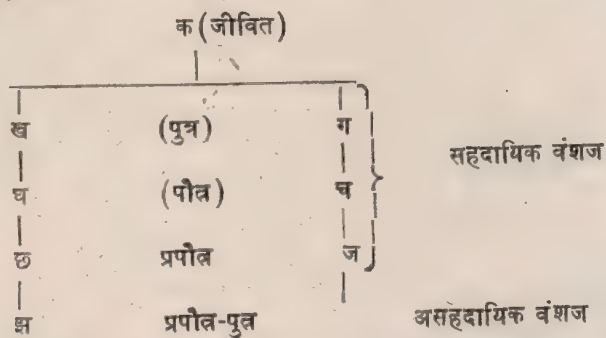 क (जीवित)
ख (पुत्र) ग
सहदायिक वंशज
घ (पौत्र) च
छ प्रपौत्र ज
झ प्रपौत्र-पुत्र असहदायिक वंशज